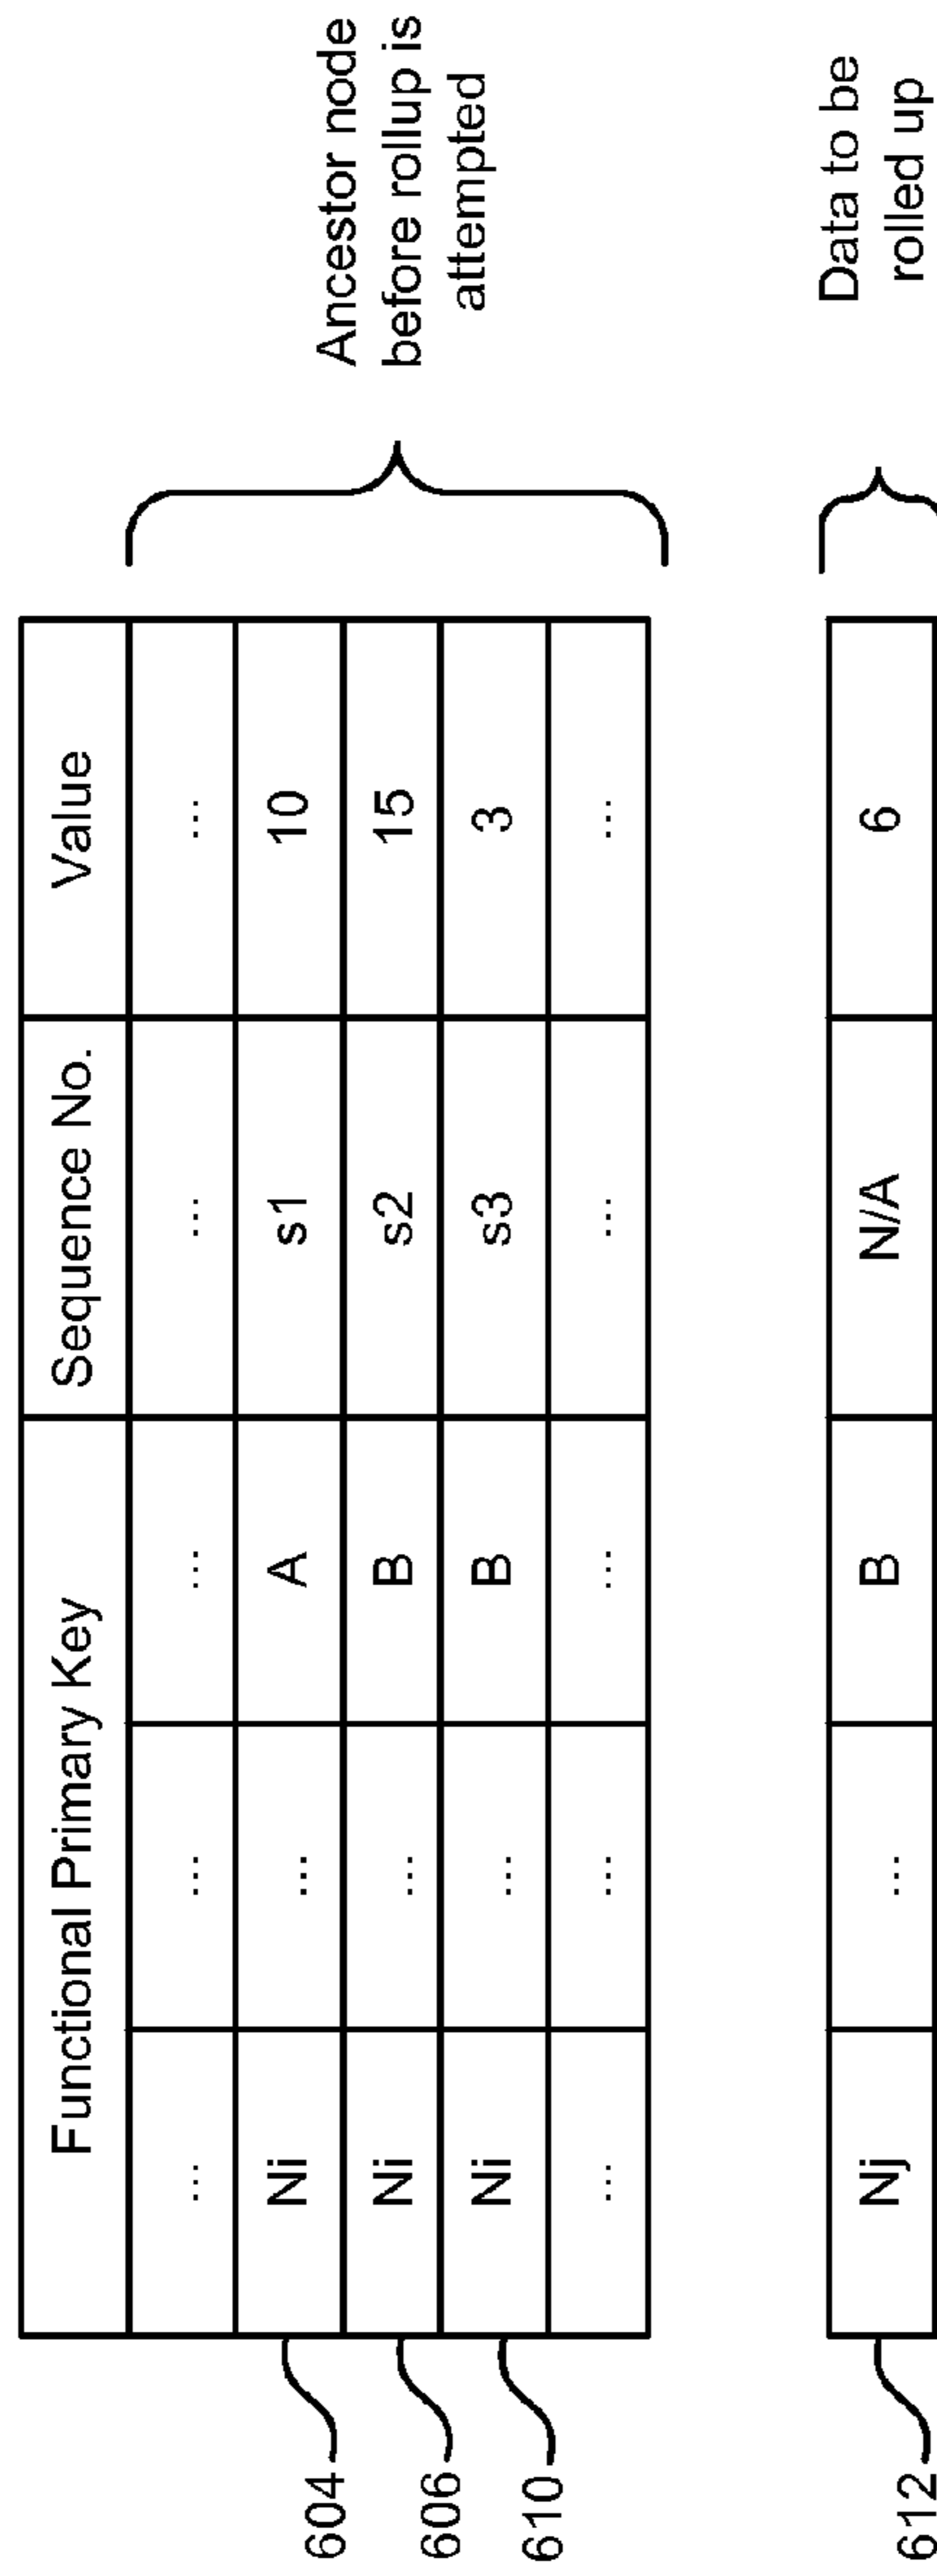 Functional Primary Key Sequence No. Value
... ... ... ... ...
604 Ni ... A s1 10
606 Ni ... B s2 15
610 Ni ... B s3 3
... ... ... ... ...
Ancestor node
before rollup is
attempted
612 Nj ... B N/A 6
Data to be
rolled up